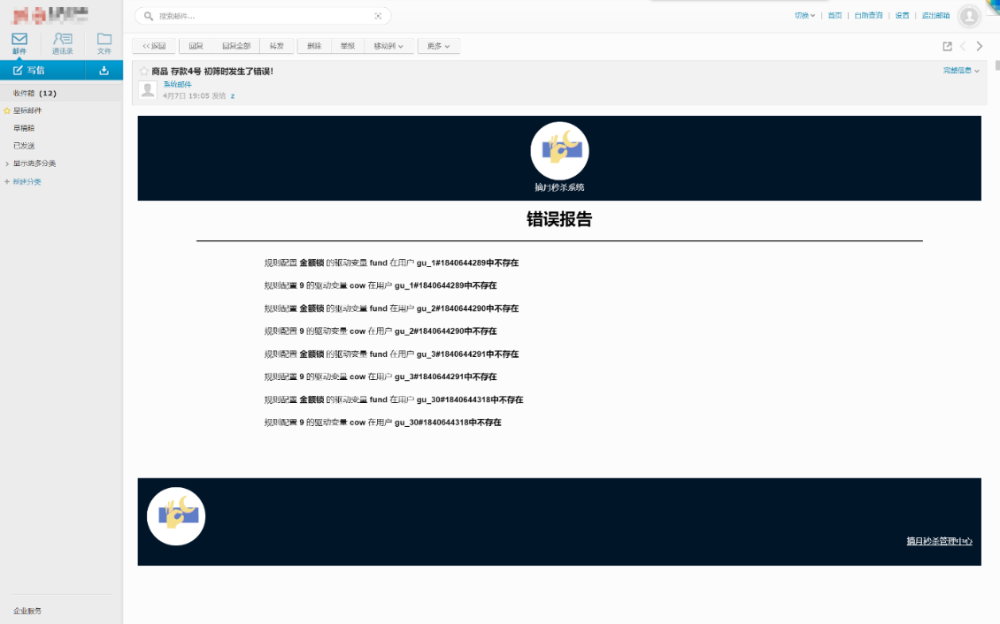 搜索邮件...
切换 | 首页 | 自助查询 | 设置 | 退出邮箱
邮件 通讯录 文件
<< 返回 回复 回复全部 转发 删除 举报 移动到 更多
写信
商品 存款4号 初筛时发生了错误!
完整信息
系统邮件
4月7日 19:05 发给 z
收件箱 (12)
星标邮件
草稿箱
已发送
显示更多分类
+ 新建分类
摘月秒杀系统
错误报告
规则配置 金额锁 的驱动变量 fund 在用户 gu_1#1840644289中不存在
规则配置 9 的驱动变量 cow 在用户 gu_1#1840644289中不存在
规则配置 金额锁 的驱动变量 fund 在用户 gu_2#1840644290中不存在
规则配置 9 的驱动变量 cow 在用户 gu_2#1840644290中不存在
规则配置 金额锁 的驱动变量 fund 在用户 gu_3#1840644291中不存在
规则配置 9 的驱动变量 cow 在用户 gu_3#1840644291中不存在
规则配置 金额锁 的驱动变量 fund 在用户 gu_30#1840644318中不存在
规则配置 9 的驱动变量 cow 在用户 gu_30#1840644318中不存在
摘月秒杀管理中心
企业服务